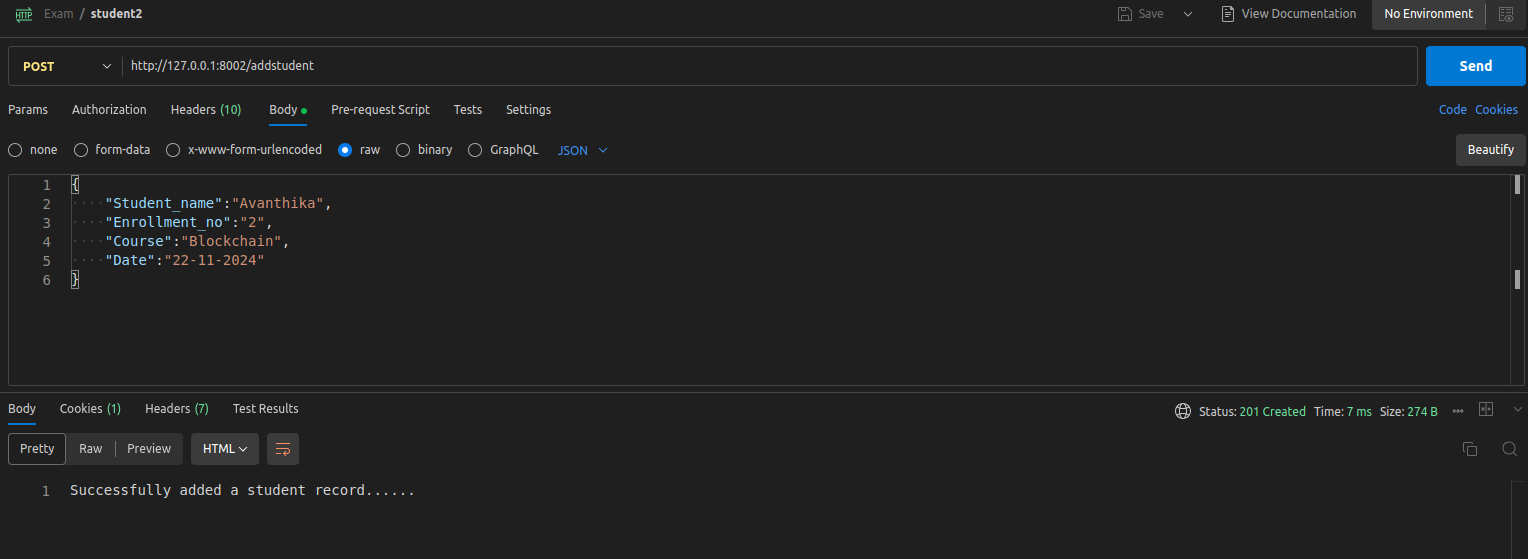 HTTP Exam / student2 Save View Documentation No Environment
POST http://127.0.0.1:8002/addstudent Send
Params Authorization Headers (10) Body Pre-request Script Tests Settings Code Cookies
none form-data x-www-form-urlencoded raw binary GraphQL JSON Beautify
1 {
2 "Student_name":"Avanthika",
3 "Enrollment_no":"2",
4 "Course":"Blockchain",
5 "Date":"22-11-2024"
6 }
Body Cookies (1) Headers (7) Test Results Status: 201 Created Time: 7 ms Size: 274 B
Pretty Raw Preview HTML
1 Successfully added a student record......